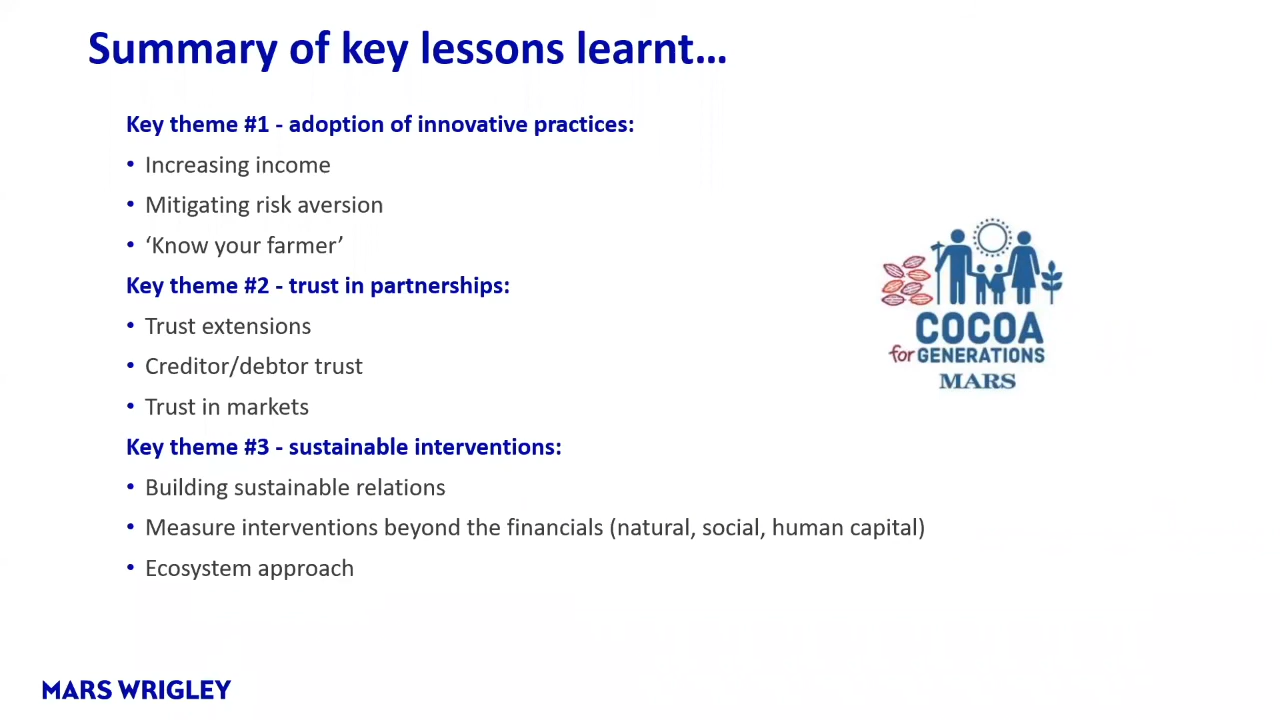 Summary of key lessons learnt…
Key theme #1 - adoption of innovative practices:
• Increasing income
• Mitigating risk aversion
• ‘Know your farmer’
Key theme #2 - trust in partnerships:
• Trust extensions
• Creditor/debtor trust
• Trust in markets
Key theme #3 - sustainable interventions:
• Building sustainable relations
• Measure interventions beyond the financials (natural, social, human capital)
• Ecosystem approach
COCOA
for GENERATIONS
MARS
MARS WRIGLEY